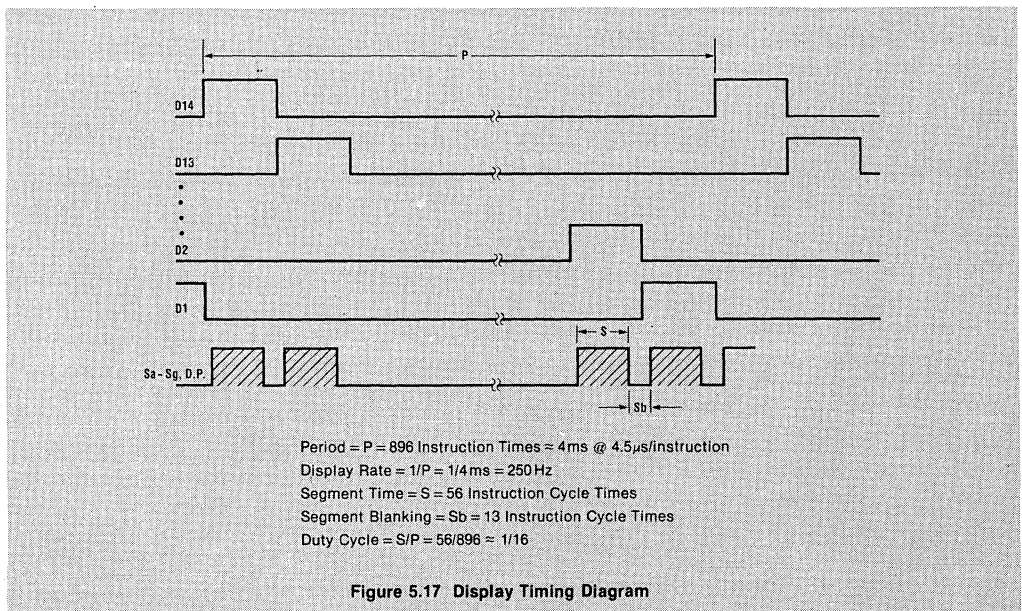 P
D14
D13
D2
D1
S
Sa – Sg, D.P.
Sb
Period = P = 896 Instruction Times ≈ 4ms @ 4.5µs/instruction
Display Rate = 1/P = 1/4ms = 250Hz
Segment Time = S = 56 Instruction Cycle Times
Segment Blanking = Sb = 13 Instruction Cycle Times
Duty Cycle = S/P = 56/896 ≈ 1/16
Figure 5.17 Display Timing Diagram